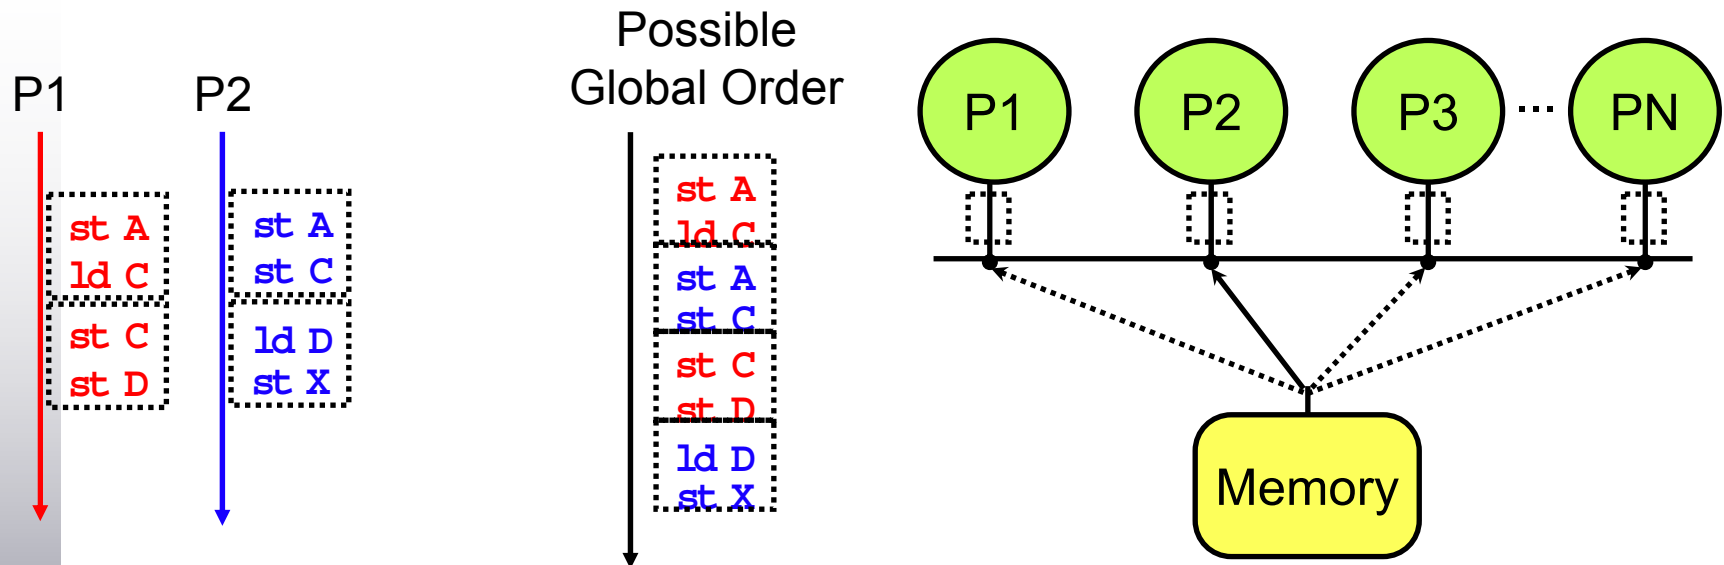 P1
st A
ld C
st C
st D
P2
st A
st C
ld D
st X
Possible
Global Order
st A
ld C
st A
st C
st C
st D
ld D
st X
P1
P2
P3
...
PN
Memory